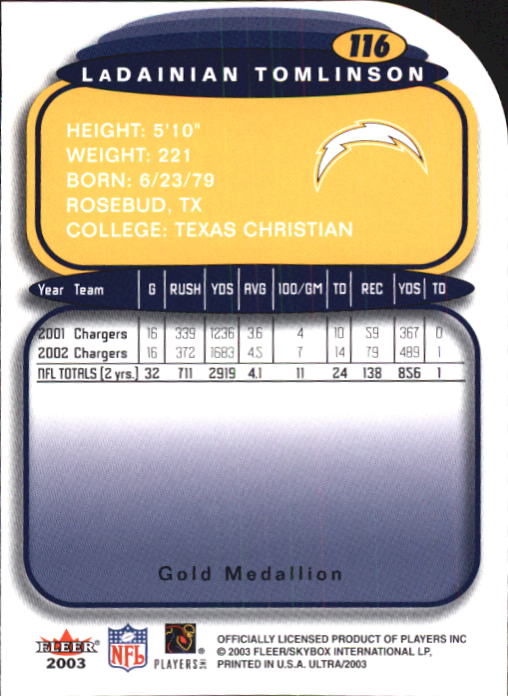 116
LADAINIAN TOMLINSON
HEIGHT: 5'10"
WEIGHT: 221
BORN: 6/23/79
ROSEBUD, TX
COLLEGE: TEXAS CHRISTIAN
Year Team G RUSH YDS AVG 100/GM TD REC YDS TD
2001 Chargers 16 339 1236 3.6 4 10 59 367 0
2002 Chargers 16 372 1683 4.5 7 14 79 489 1
NFL TOTALS (2 yrs.) 32 711 2919 4.1 11 24 138 856 1
Gold Medallion
FLEER
2003
NFL
PLAYERS INC
OFFICIALLY LICENSED PRODUCT OF PLAYERS INC
© 2003 FLEER/SKYBOX INTERNATIONAL LP,
PRINTED IN U.S.A. ULTRA/2003